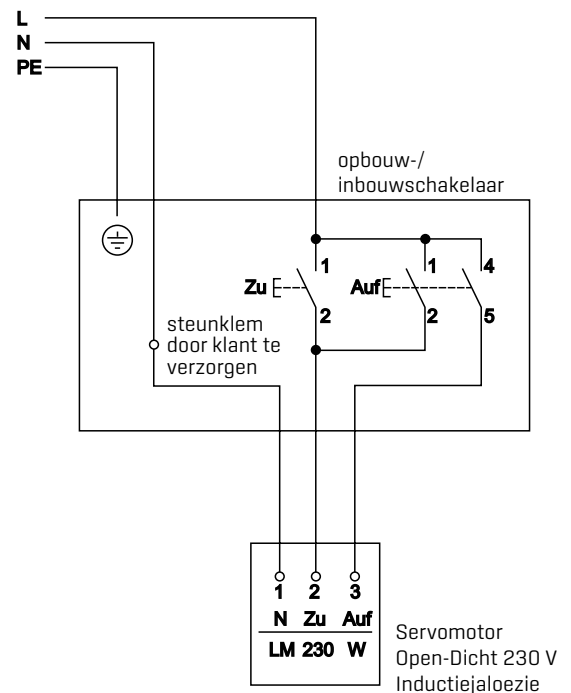 L
N
PE
opbouw-/
inbouwschakelaar
1 1 4
Zu Auf
2 2 5
steunklem
door klant te
verzorgen
1 2 3
N Zu Auf
LM 230 W
Servomotor
Open-Dicht 230 V
Inductiejaloezie